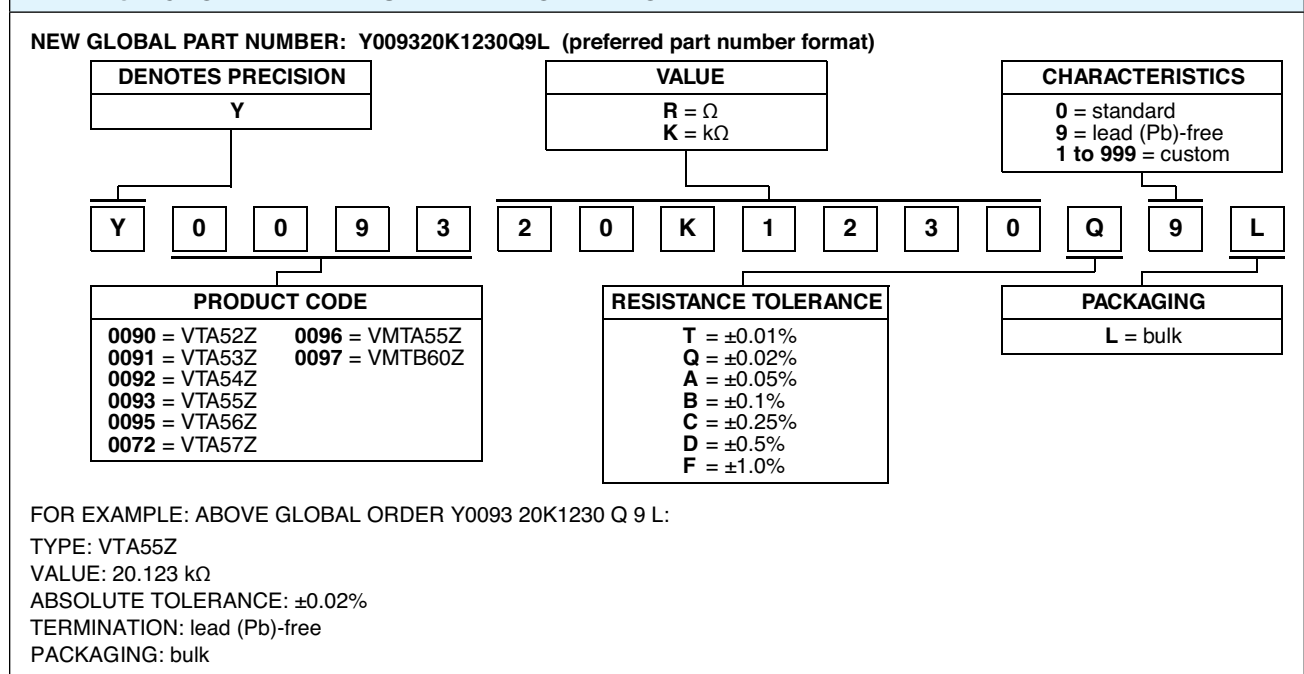 NEW GLOBAL PART NUMBER: Y009320K1230Q9L (preferred part number format)
DENOTES PRECISION
Y
VALUE
R = Ω
K = kΩ
CHARACTERISTICS
0 = standard
9 = lead (Pb)-free
1 to 999 = custom
Y 0 0 9 3 2 0 K 1 2 3 0 Q 9 L
PRODUCT CODE
0090 = VTA52Z 0096 = VMTA55Z
0091 = VTA53Z 0097 = VMTB60Z
0092 = VTA54Z
0093 = VTA55Z
0095 = VTA56Z
0072 = VTA57Z
RESISTANCE TOLERANCE
T = ±0.01%
Q = ±0.02%
A = ±0.05%
B = ±0.1%
C = ±0.25%
D = ±0.5%
F = ±1.0%
PACKAGING
L = bulk
FOR EXAMPLE: ABOVE GLOBAL ORDER Y0093 20K1230 Q 9 L:
TYPE: VTA55Z
VALUE: 20.123 kΩ
ABSOLUTE TOLERANCE: ±0.02%
TERMINATION: lead (Pb)-free
PACKAGING: bulk